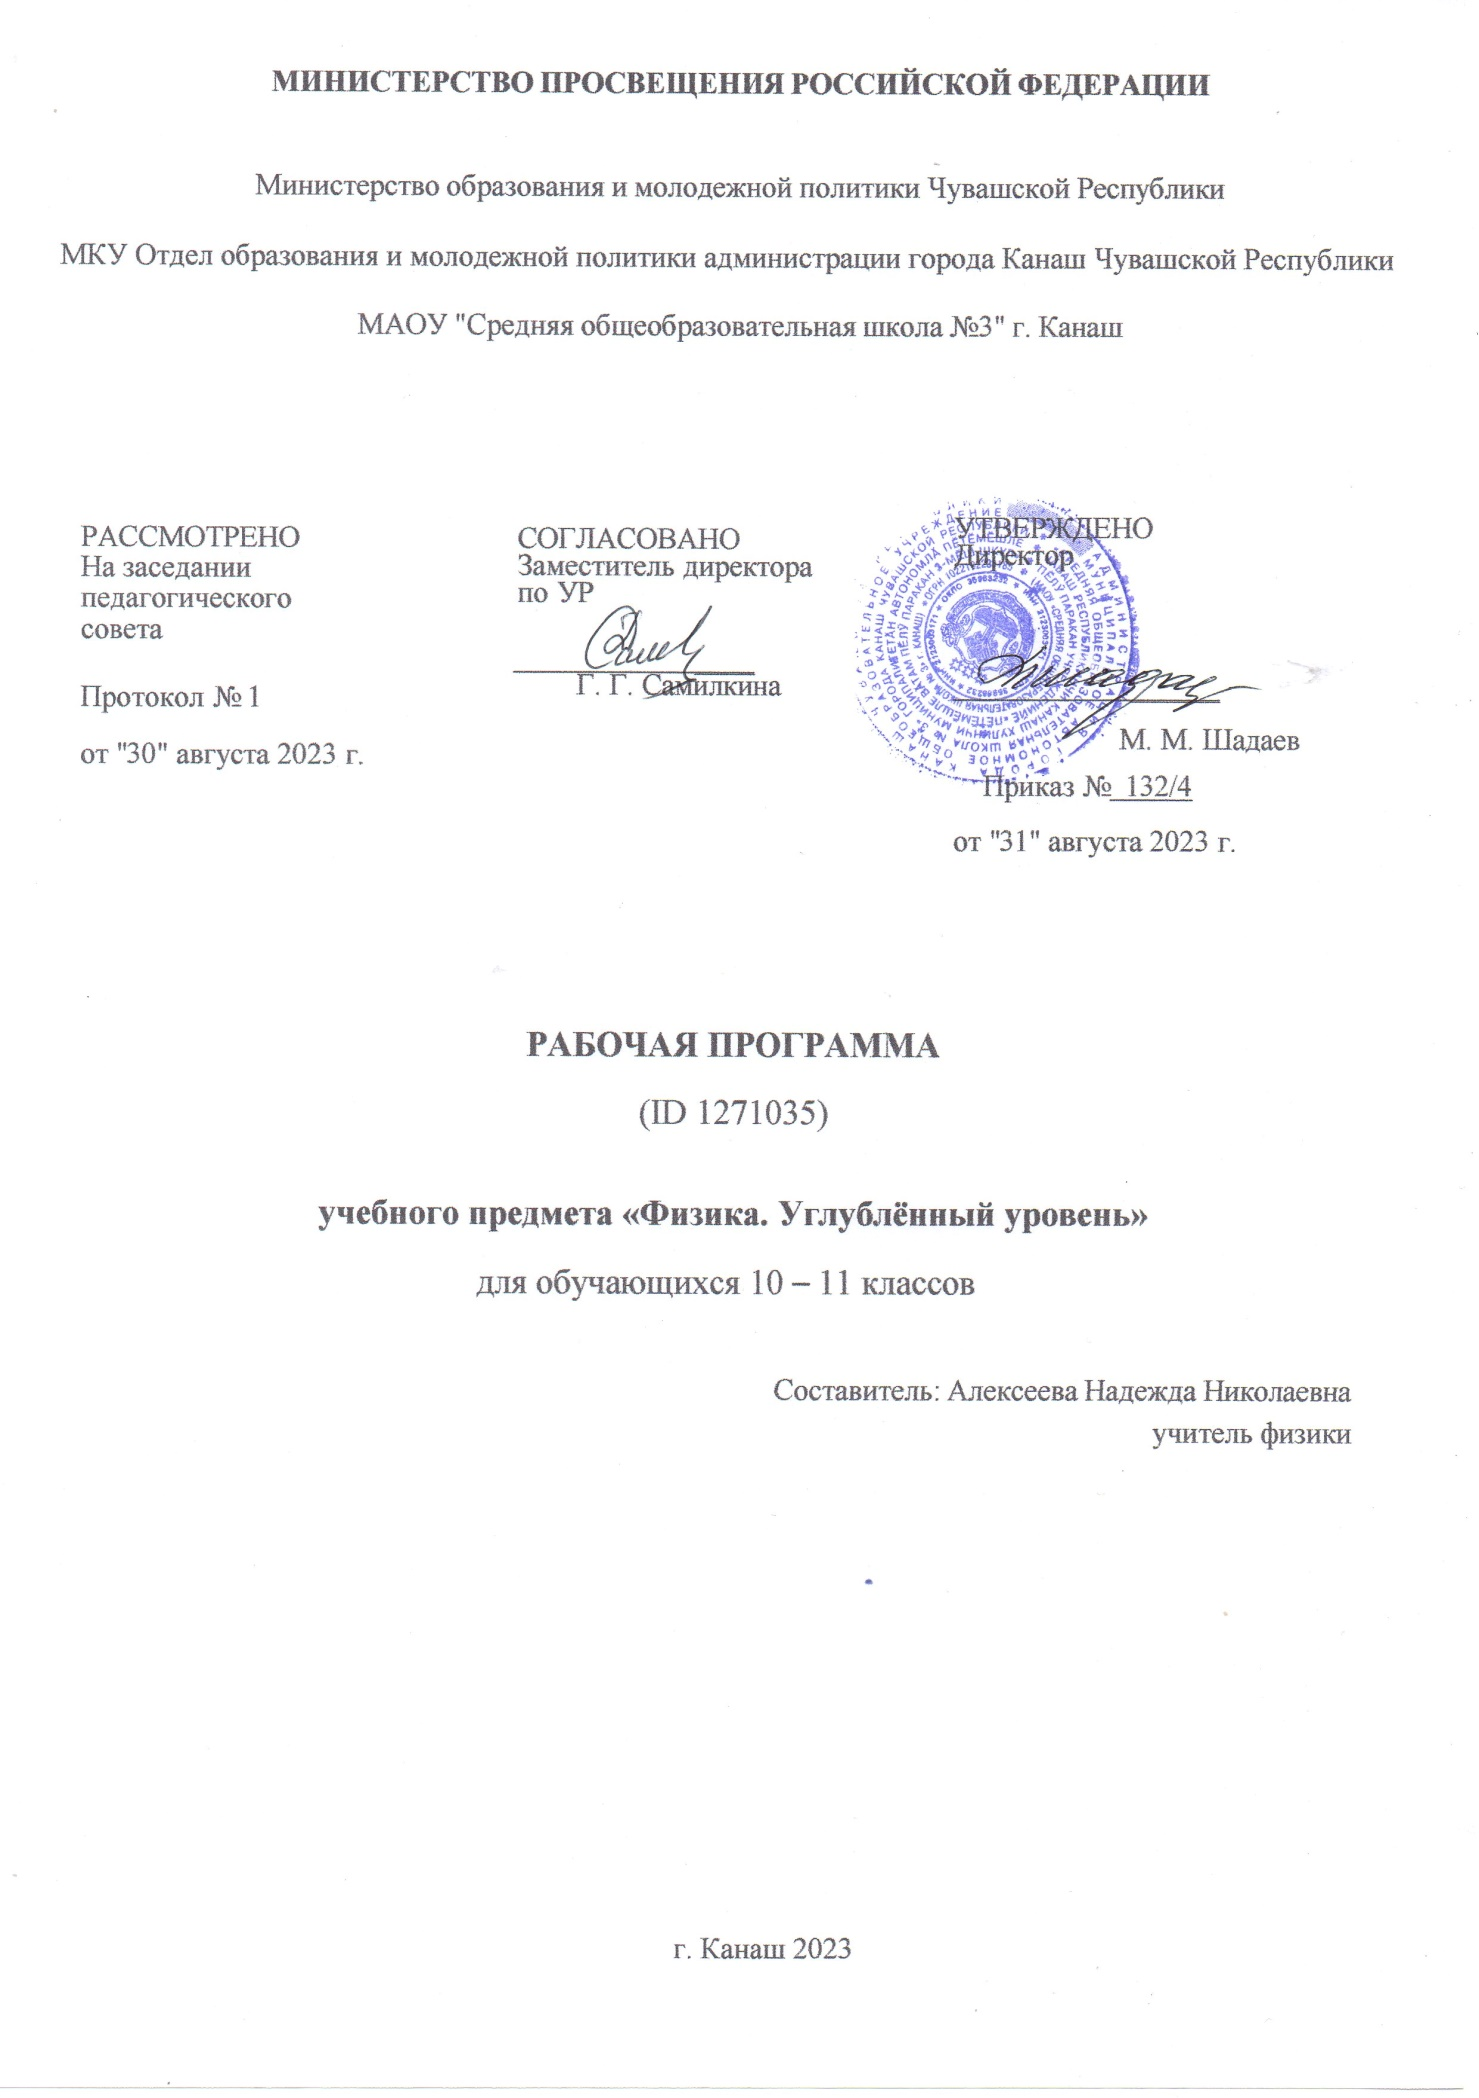 МИНИСТЕРСТВО ПРОСВЕЩЕНИЯ РОССИЙСКОЙ ФЕДЕРАЦИИ
Министерство образования и молодежной политики Чувашской Республики
МКУ Отдел образования и молодежной политики администрации города Канаш Чувашской Республики
МАОУ "Средняя общеобразовательная школа №3" г. Канаш
РАССМОТРЕНО
На заседании
педагогического
совета
Протокол № 1
от "30" августа 2023 г.
СОГЛАСОВАНО
Заместитель директора
по УР
Г. Г. Самилкина
УТВЕРЖДЕНО
Директор
М. М. Шадаев
Приказ № 132/4
от "31" августа 2023 г.
РАБОЧАЯ ПРОГРАММА
(ID 1271035)
учебного предмета «Физика. Углублённый уровень»
для обучающихся 10 – 11 классов
Составитель: Алексеева Надежда Николаевна
учитель физики
г. Канаш 2023